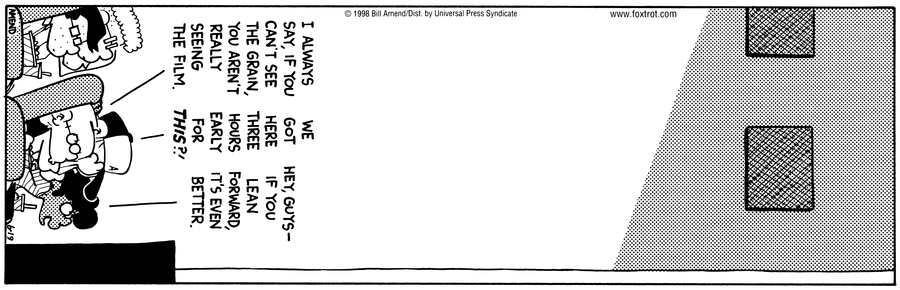 I ALWAYS
SAY, IF YOU
CAN'T SEE
THE GRAIN,
YOU AREN'T
REALLY
SEEING
THE FILM.
WE
GOT
HERE
THREE
HOURS
EARLY
FOR
THIS?!
HEY, GUYS—
IF YOU
LEAN
FORWARD,
IT'S EVEN
BETTER.
© 1998 Bill Amend/Dist. by Universal Press Syndicate
www.foxtrot.com
AMEND
6/19
A